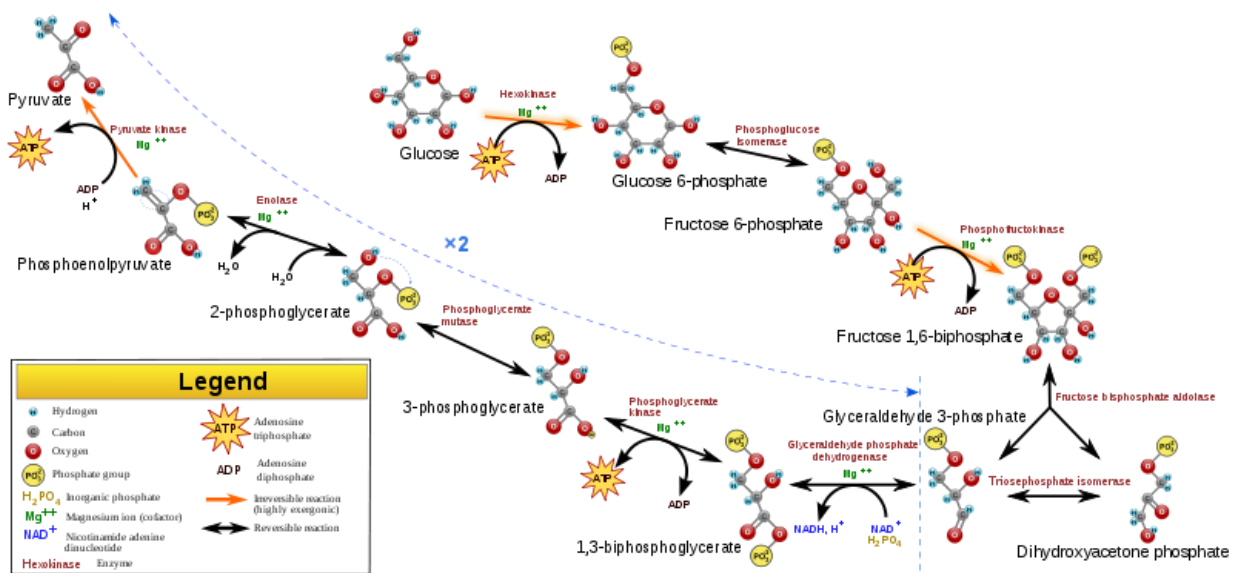 Glucose
Hexokinase
Mg ++
ATP
ADP
Glucose 6-phosphate
Phosphoglucose
Isomerase
Fructose 6-phosphate
Phosphofructokinase
Mg ++
ATP
ADP
Fructose 1,6-biphosphate
Fructose bisphosphate aldolase
Glyceraldehyde 3-phosphate
Triosephosphate isomerase
Dihydroxyacetone phosphate
Glyceraldehyde phosphate
dehydrogenase
Mg ++
NADH, H+
NAD+
H2PO4
1,3-biphosphoglycerate
Phosphoglycerate
kinase
Mg ++
ATP
ADP
3-phosphoglycerate
Phosphoglycerate
mutase
2-phosphoglycerate
Enolase
Mg ++
H2O
H2O
Phosphoenolpyruvate
Pyruvate kinase
Mg ++
ATP
ADP
H+
Pyruvate
×2
Legend
H Hydrogen
C Carbon
O Oxygen
Phosphate group
H2PO4 Inorganic phosphate
Mg++ Magnesium ion (cofactor)
NAD+ Nicotinamide adenine
dinucleotide
Hexokinase Enzyme
ATP Adenosine
triphosphate
ADP Adenosine
diphosphate
Irreversible reaction
(highly exergonic)
Reversible reaction